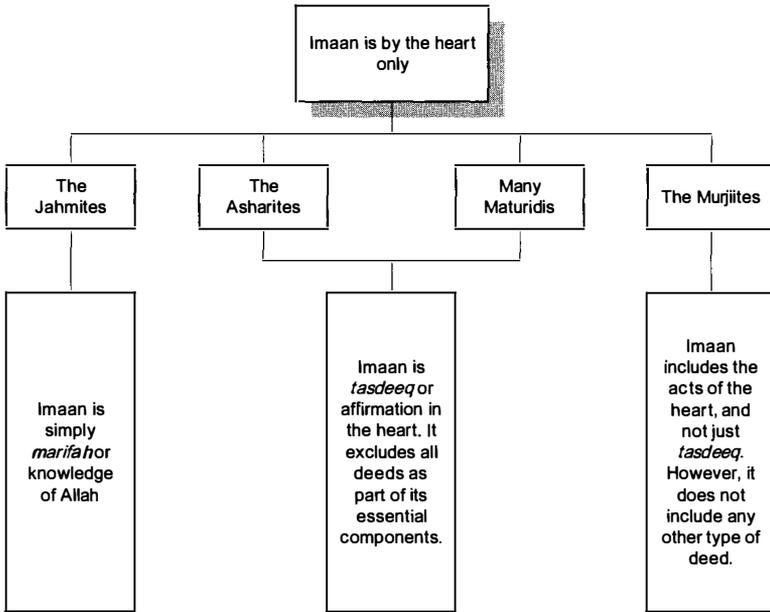 Imaan is by the heart
only
The
Jahmites
The
Asharites
Many
Maturidis
The Murjiites
Imaan is
simply
marifah or
knowledge
of Allah
Imaan is
tasdeeq or
affirmation in
the heart. It
excludes all
deeds as
part of its
essential
components.
Imaan
includes the
acts of the
heart, and
not just
tasdeeq.
However, it
does not
include any
other type of
deed.